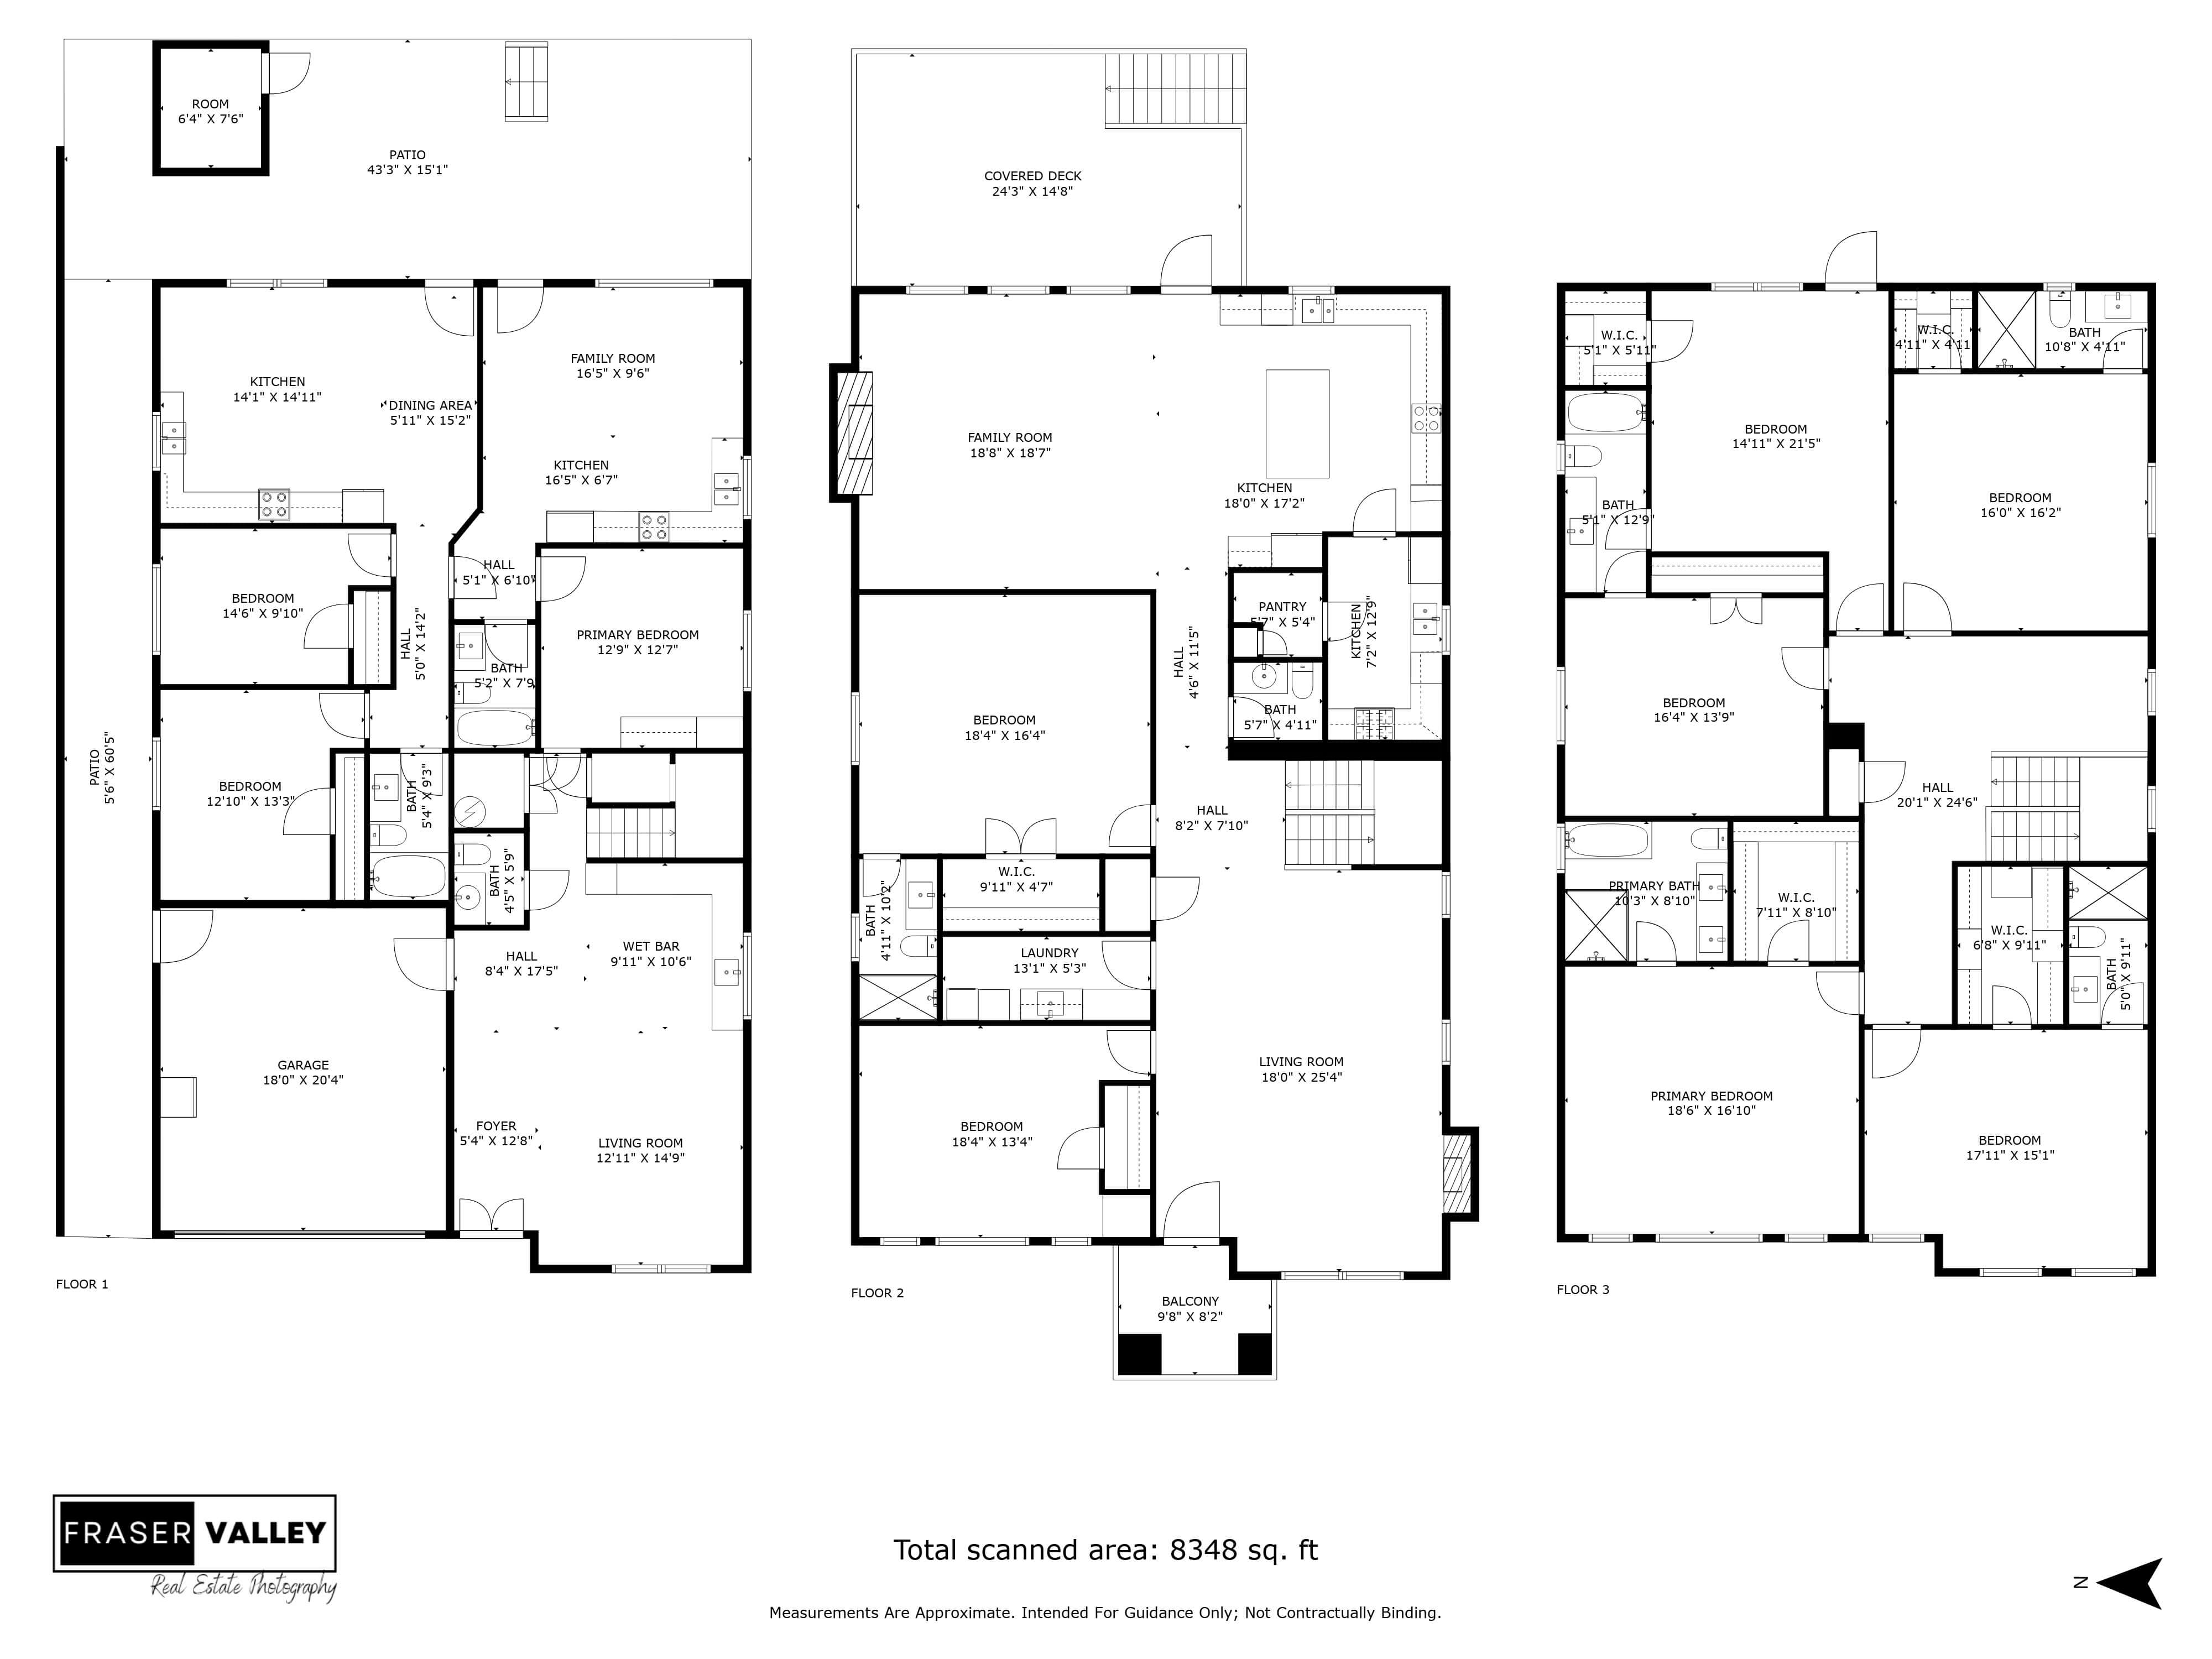 ROOM
6'4" X 7'6"
PATIO
43'3" X 15'1"
KITCHEN
14'1" X 14'11"
DINING AREA
5'11" X 15'2"
FAMILY ROOM
16'5" X 9'6"
KITCHEN
16'5" X 6'7"
BEDROOM
14'6" X 9'10"
HALL
5'0" X 14'2"
HALL
5'1" X 6'10"
PRIMARY BEDROOM
12'9" X 12'7"
BATH
5'2" X 7'9
PATIO
5'6" X 60'5"
BEDROOM
12'10" X 13'3"
BATH
5'4" X 9'3"
BATH
4'5" X 5'9"
HALL
8'4" X 17'5"
WET BAR
9'11" X 10'6"
GARAGE
18'0" X 20'4"
FOYER
5'4" X 12'8"
LIVING ROOM
12'11" X 14'9"
FLOOR 1
COVERED DECK
24'3" X 14'8"
FAMILY ROOM
18'8" X 18'7"
KITCHEN
18'0" X 17'2"
PANTRY
5'7" X 5'4"
KITCHEN
7'2" X 12'9"
HALL
4'6" X 11'5"
BATH
5'7" X 4'11"
BEDROOM
18'4" X 16'4"
HALL
8'2" X 7'10"
W.I.C.
9'11" X 4'7"
BATH
4'11" X 10'2"
LAUNDRY
13'1" X 5'3"
LIVING ROOM
18'0" X 25'4"
BEDROOM
18'4" X 13'4"
BALCONY
9'8" X 8'2"
FLOOR 2
W.I.C.
5'1" X 5'11"
W.I.C.
4'11" X 4'11
BATH
10'8" X 4'11"
BEDROOM
14'11" X 21'5"
BATH
5'1" X 12'9"
BEDROOM
16'0" X 16'2"
BEDROOM
16'4" X 13'9"
HALL
20'1" X 24'6"
PRIMARY BATH
10'3" X 8'10"
W.I.C.
7'11" X 8'10"
W.I.C.
6'8" X 9'11"
BATH
5'0" X 9'11"
PRIMARY BEDROOM
18'6" X 16'10"
BEDROOM
17'11" X 15'1"
FLOOR 3
FRASER VALLEY
Real Estate Photography
Total scanned area: 8348 sq. ft
Measurements Are Approximate. Intended For Guidance Only; Not Contractually Binding.
N